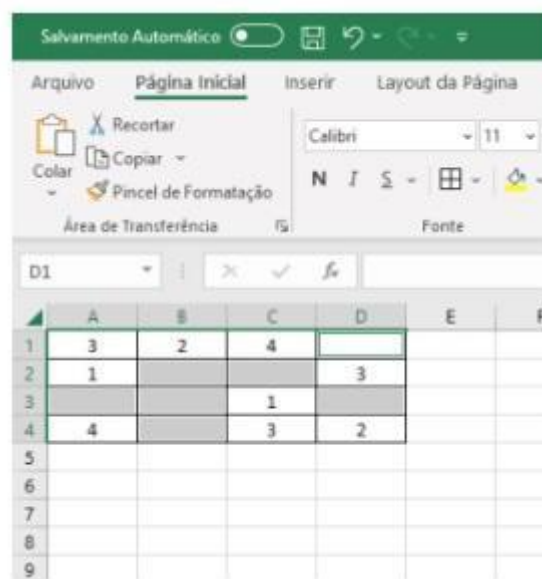 Salvamento Automático
Arquivo Página Inicial Inserir Layout da Página
Recortar
Copiar
Colar
Pincel de Formatação
Calibri 11
N I S
Área de Transferência Fonte
D1 fx
A B C D E
1 3 2 4
2 1 3
3 1
4 4 3 2
5
6
7
8
9